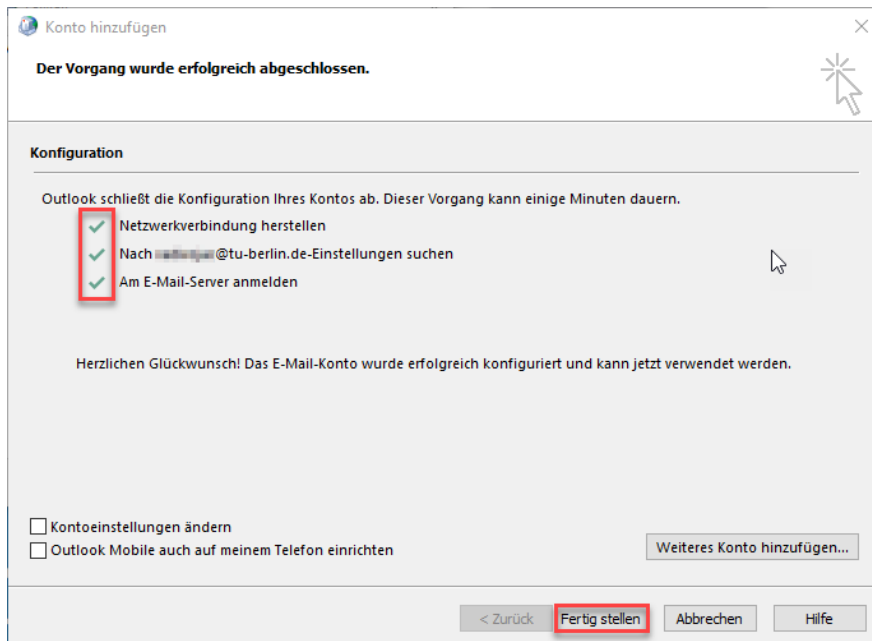 Konto hinzufügen
Der Vorgang wurde erfolgreich abgeschlossen.
Konfiguration
Outlook schließt die Konfiguration Ihres Kontos ab. Dieser Vorgang kann einige Minuten dauern.
Netzwerkverbindung herstellen
Nach @tu-berlin.de-Einstellungen suchen
Am E-Mail-Server anmelden
Herzlichen Glückwunsch! Das E-Mail-Konto wurde erfolgreich konfiguriert und kann jetzt verwendet werden.
Kontoeinstellungen ändern
Outlook Mobile auch auf meinem Telefon einrichten
Weiteres Konto hinzufügen...
< Zurück Fertig stellen Abbrechen Hilfe